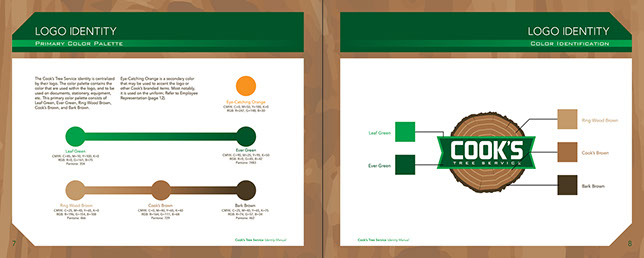 LOGO IDENTITY
Primary Color Palette
The Cook's Tree Service identity is centralized
by their logo. The color palette contains the
color that are used within the logo, and to be
used on documents, stationary, equipment,
etc. This primary color palette consists of
Leaf Green, Ever Green, Ring Wood Brown,
Cook's Brown, and Bark Brown.
Eye-Catching Orange is a secondary color
that may be used to accent the logo or
other Cook's branded items. Most notably,
it is used on the uniform. Refer to Employee
Representation (page 12).
Eye-Catching Orange
Leaf Green
Ever Green
Ring Wood Brown
Cook's Brown
Bark Brown
Cook's Tree Service Identity Manual
7
LOGO IDENTITY
Color Identification
Leaf Green
Ever Green
COOK'S
TREE SERVICE
Ring Wood Brown
Cook's Brown
Bark Brown
Cook's Tree Service Identity Manual
8